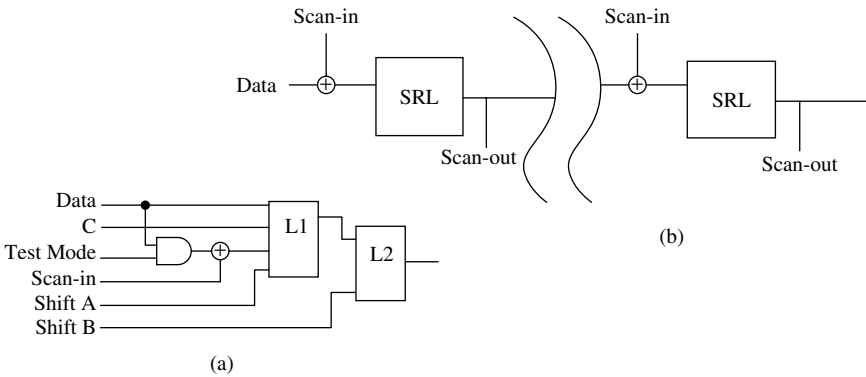 Scan-in
Scan-in
Data
SRL
SRL
Scan-out
Scan-out
Data
C
Test Mode
Scan-in
Shift A
Shift B
L1
L2
(b)
(a)